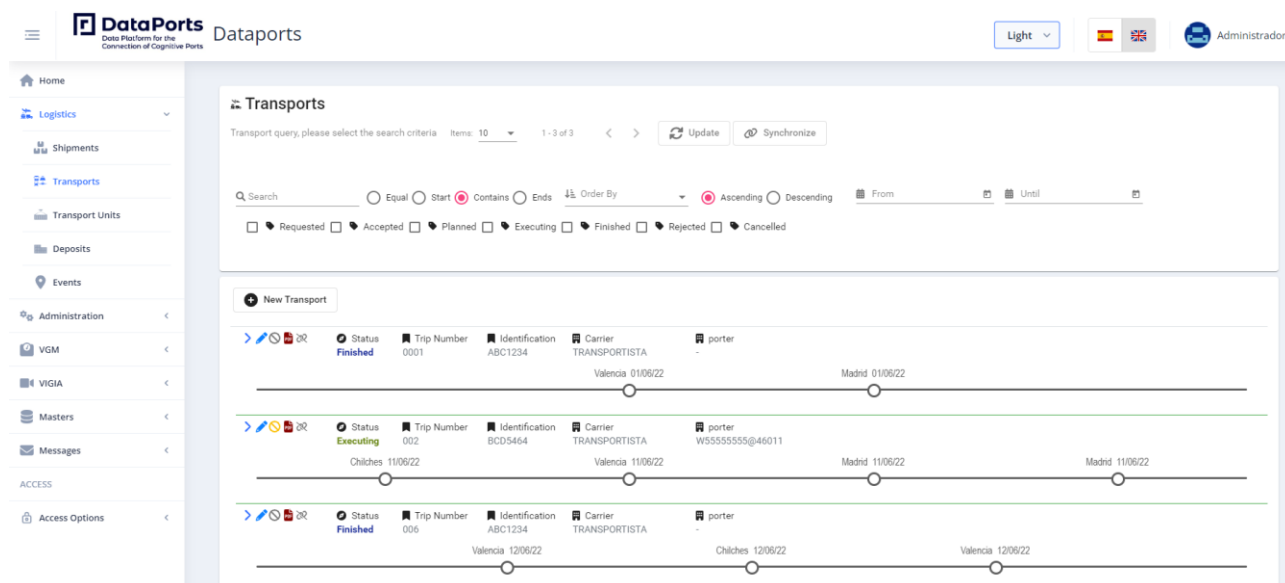 DataPorts
Data Platform for the
Connection of Cognitive Ports
Dataports
Light
Administrador
Home
Logistics
Shipments
Transports
Transport Units
Deposits
Events
Administration
VGM
VIGIA
Masters
Messages
ACCESS
Access Options
Transports
Transport query, please select the search criteria Items: 10 1 - 3 of 3 Update Synchronize
Search Equal Start Contains Ends Order By Ascending Descending From Until
Requested Accepted Planned Executing Finished Rejected Cancelled
New Transport
Status Trip Number Identification Carrier porter
Finished 0001 ABC1234 TRANSPORTISTA -
Valencia 01/06/22 Madrid 01/06/22
Status Trip Number Identification Carrier porter
Executing 002 BCD5464 TRANSPORTISTA W55555555@46011
Chilches 11/06/22 Valencia 11/06/22 Madrid 11/06/22 Madrid 11/06/22
Status Trip Number Identification Carrier porter
Finished 006 ABC1234 TRANSPORTISTA -
Valencia 12/06/22 Chilches 12/06/22 Valencia 12/06/22